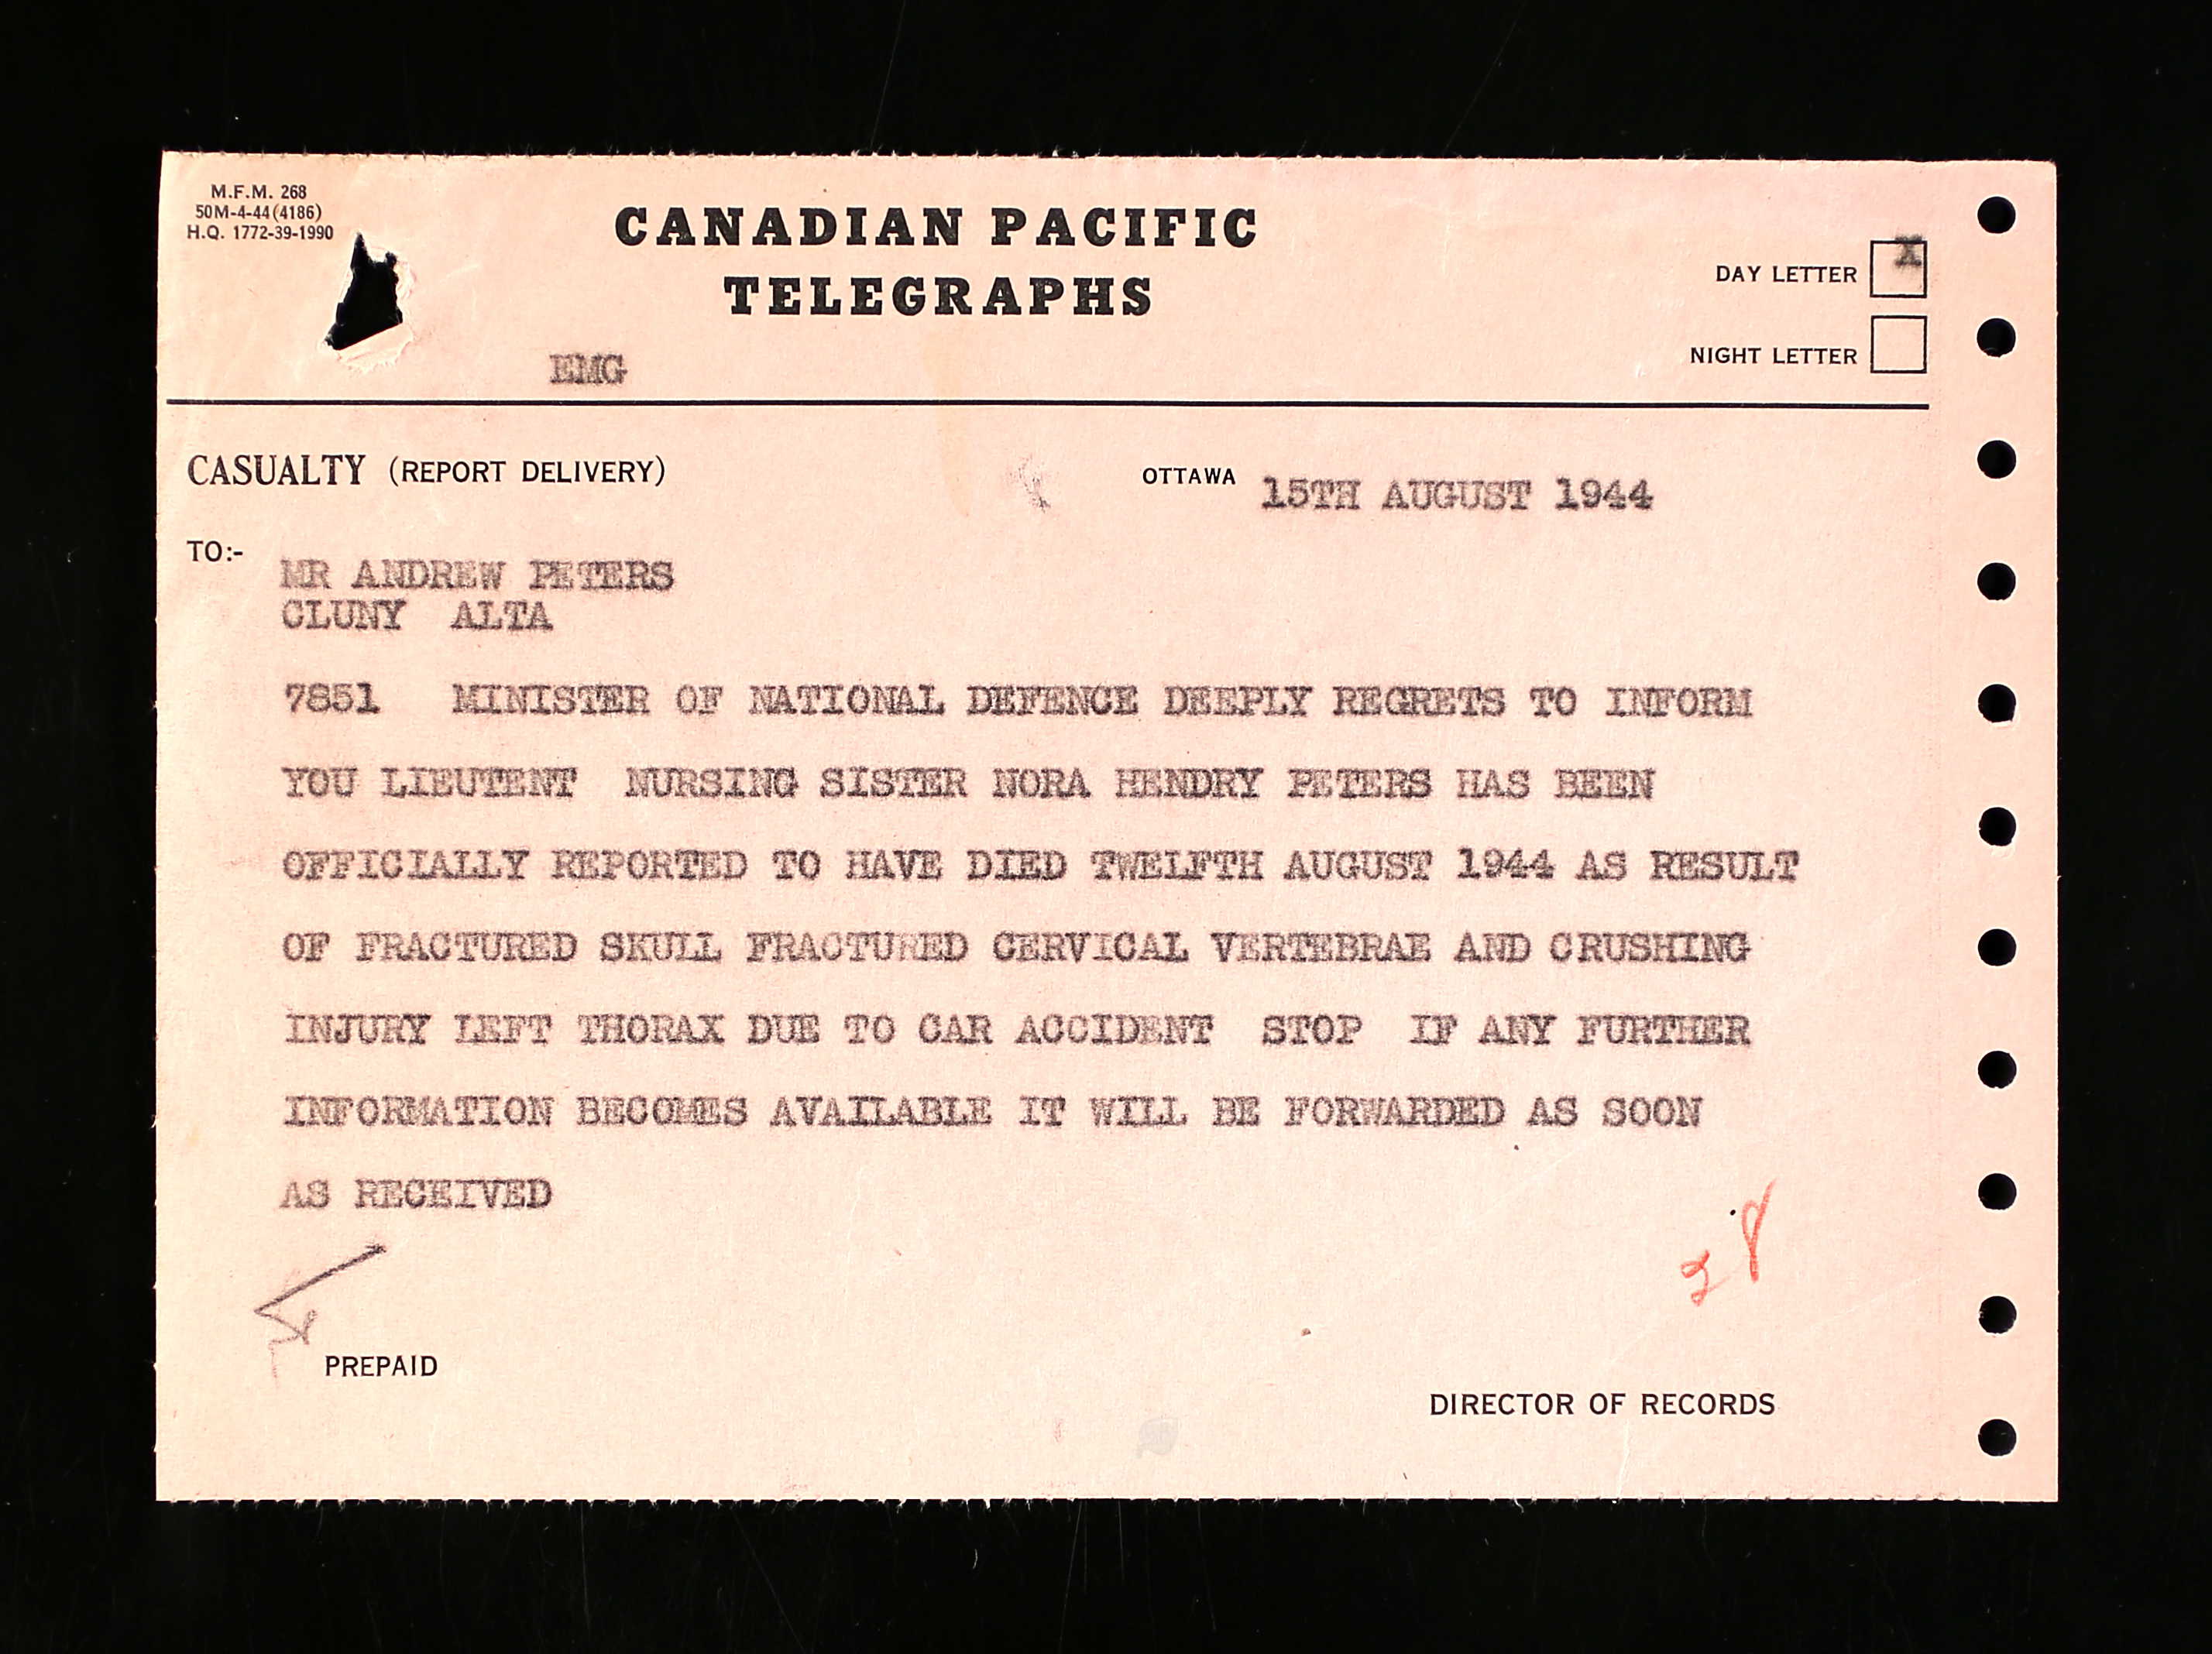 M.F.M. 268
50M-4-44(4186)
H.Q. 1772-39-1990
CANADIAN PACIFIC
TELEGRAPHS
DAY LETTER X
NIGHT LETTER
EMG
CASUALTY (REPORT DELIVERY)
OTTAWA 15TH AUGUST 1944
TO:-
MR ANDREW PETERS
CLUNY ALTA
7851 MINISTER OF NATIONAL DEFENCE DEEPLY REGRETS TO INFORM
YOU LIEUTENT NURSING SISTER NORA HENDRY PETERS HAS BEEN
OFFICIALLY REPORTED TO HAVE DIED TWELFTH AUGUST 1944 AS RESULT
OF FRACTURED SKULL FRACTURED CERVICAL VERTEBRAE AND CRUSHING
INJURY LEFT THORAX DUE TO CAR ACCIDENT STOP IF ANY FURTHER
INFORMATION BECOMES AVAILABLE IT WILL BE FORWARDED AS SOON
AS RECEIVED
PREPAID
DIRECTOR OF RECORDS